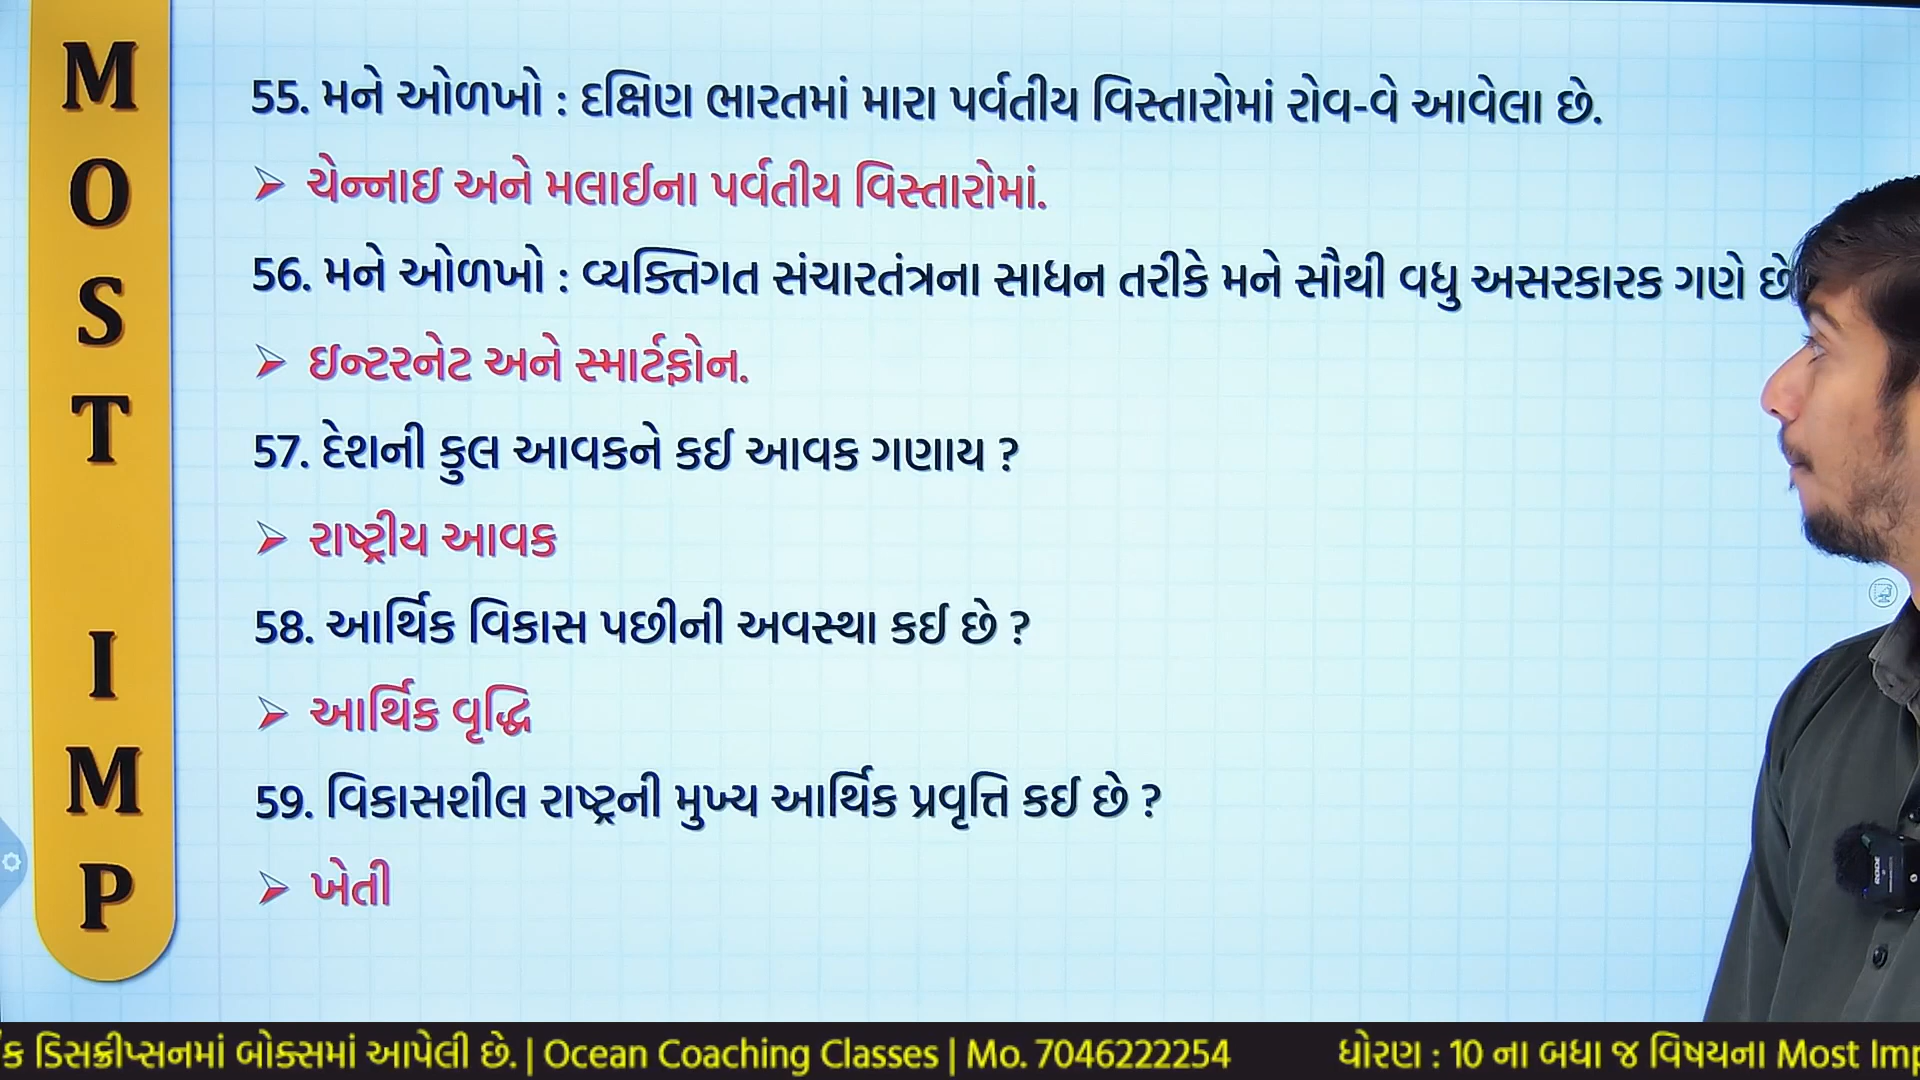 MOST IMP
55. મને ઓળખો : દક્ષિણ ભારતમાં મારા પર્વતીય વિસ્તારોમાં રોવ-વે આવેલા છે.
➢ ચેન્નાઇ અને મલાઈના પર્વતીય વિસ્તારોમાં.
56. મને ઓળખો : વ્યક્તિગત સંચારતંત્રના સાધન તરીકે મને સૌથી વધુ અસરકારક ગણે છે
➢ ઇન્ટરનેટ અને સ્માર્ટફોન.
57. દેશની કુલ આવકને કઈ આવક ગણાય ?
➢ રાષ્ટ્રીય આવક
58. આર્થિક વિકાસ પછીની અવસ્થા કઈ છે ?
➢ આર્થિક વૃદ્ધિ
59. વિકાસશીલ રાષ્ટ્રની મુખ્ય આર્થિક પ્રવૃત્તિ કઈ છે ?
➢ ખેતી
ડિસક્રીપ્સનમાં બોક્સમાં આપેલી છે. | Ocean Coaching Classes | Mo. 7046222254 ધોરણ : 10 ના બધા જ વિષયના Most Imp